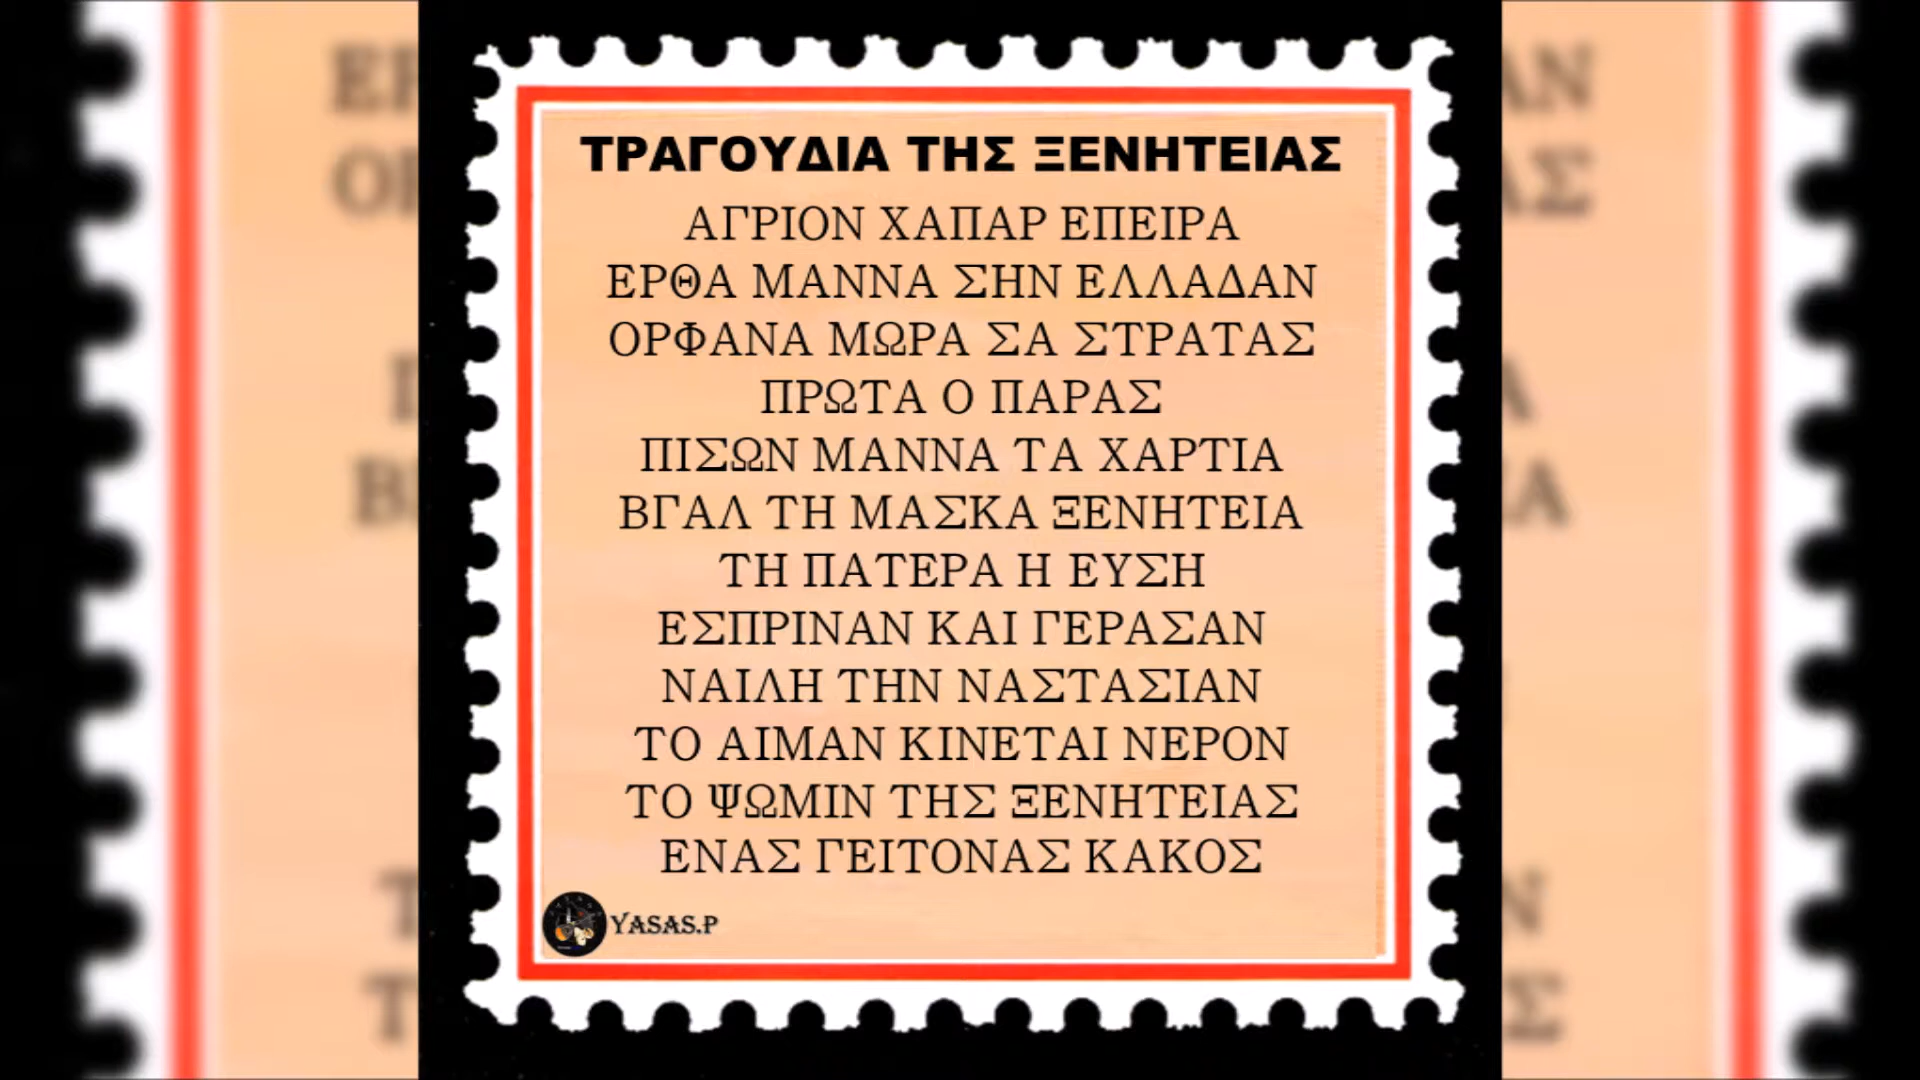 ΤΡΑΓΟΥΔΙΑ ΤΗΣ ΞΕΝΗΤΕΙΑΣ
ΑΓΡΙΟΝ ΧΑΠΑΡ ΕΠΕΙΡΑ
ΕΡΘΑ ΜΑΝΝΑ ΣΗΝ ΕΛΛΑΔΑΝ
ΟΡΦΑΝΑ ΜΩΡΑ ΣΑ ΣΤΡΑΤΑΣ
ΠΡΩΤΑ Ο ΠΑΡΑΣ
ΠΙΣΩΝ ΜΑΝΝΑ ΤΑ ΧΑΡΤΙΑ
ΒΓΑΛ ΤΗ ΜΑΣΚΑ ΞΕΝΗΤΕΙΑ
ΤΗ ΠΑΤΕΡΑ Η ΕΥΣΗ
ΕΣΠΡΙΝΑΝ ΚΑΙ ΓΕΡΑΣΑΝ
ΝΑΙΛΗ ΤΗΝ ΝΑΣΤΑΣΙΑΝ
ΤΟ ΑΙΜΑΝ ΚΙΝΕΤΑΙ ΝΕΡΟΝ
ΤΟ ΨΩΜΙΝ ΤΗΣ ΞΕΝΗΤΕΙΑΣ
ΕΝΑΣ ΓΕΙΤΟΝΑΣ ΚΑΚΟΣ
YASAS.P